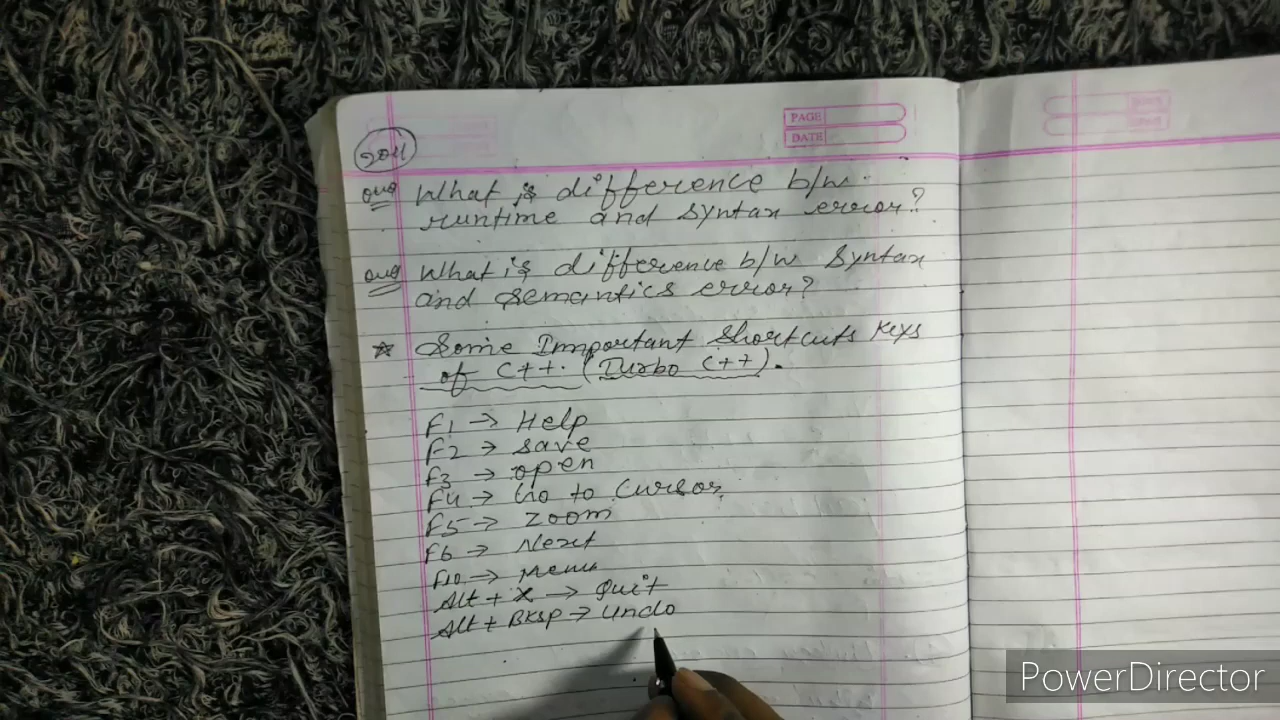 PAGE
DATE
2011
Ques What is difference b/w
runtime and syntax error?
Ques What is difference b/w syntax
and semantics error?
☆ Some Important Shortcuts Keys
of C++. (Turbo C++).
F1 → Help
F2 → save
F3 → open
F4 → Go to Cursor
F5 → Zoom
F6 → Next
F10 → Menu
Alt + X → Quit
Alt + BKSP → Undo
PowerDirector